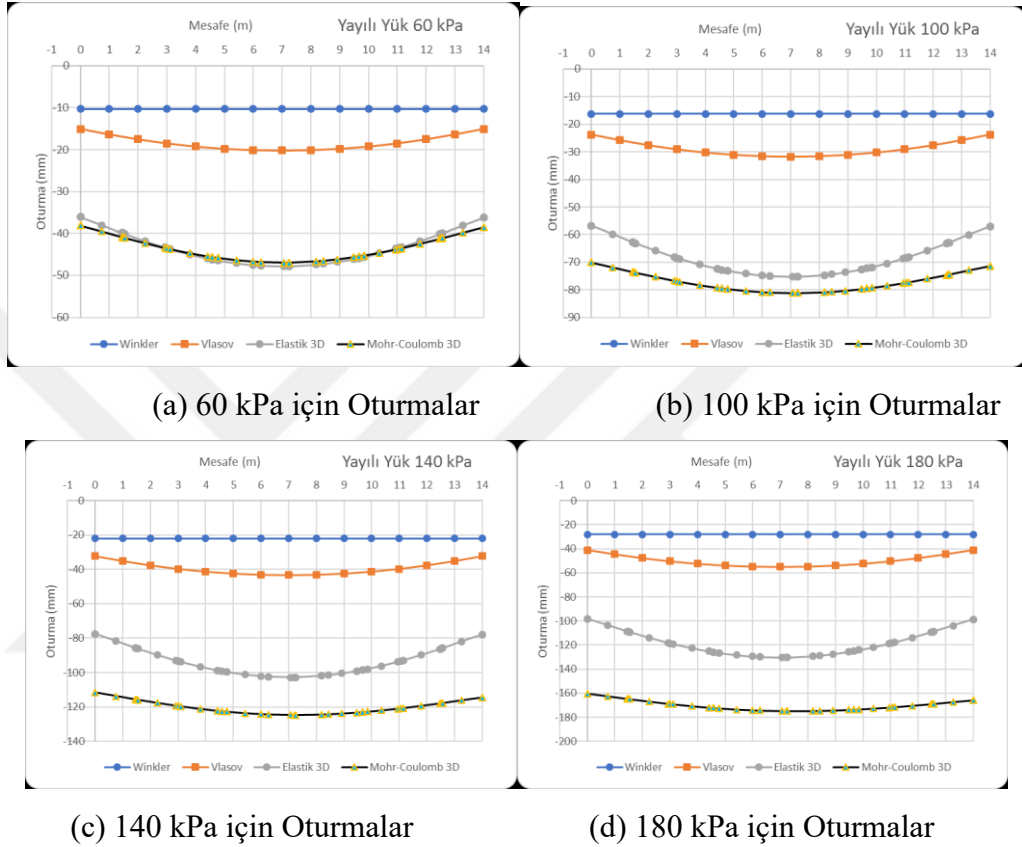 Mesafe (m) Yayılı Yük 60 kPa
-1 0 1 2 3 4 5 6 7 8 9 10 11 12 13 14
0
-10
-20
-30
-40
-50
-60
Oturma (mm)
Winkler Vlasov Elastik 3D Mohr-Coulomb 3D
Mesafe (m) Yayılı Yük 100 kPa
-1 0 1 2 3 4 5 6 7 8 9 10 11 12 13 14
0
-10
-20
-30
-40
-50
-60
-70
-80
-90
Oturma (mm)
Winkler Vlasov Elastik 3D Mohr-Coulomb 3D
(a) 60 kPa için Oturmalar
(b) 100 kPa için Oturmalar
Mesafe (m) Yayılı Yük 140 kPa
-1 0 1 2 3 4 5 6 7 8 9 10 11 12 13 14
0
-20
-40
-60
-80
-100
-120
-140
Oturma (mm)
Winkler Vlasov Elastik 3D Mohr-Coulomb 3D
Mesafe (m) Yayılı Yük 180 kPa
-1 0 1 2 3 4 5 6 7 8 9 10 11 12 13 14
0
-20
-40
-60
-80
-100
-120
-140
-160
-180
-200
Oturma (mm)
Winkler Vlasov Elastik 3D Mohr-Coulomb 3D
(c) 140 kPa için Oturmalar
(d) 180 kPa için Oturmalar